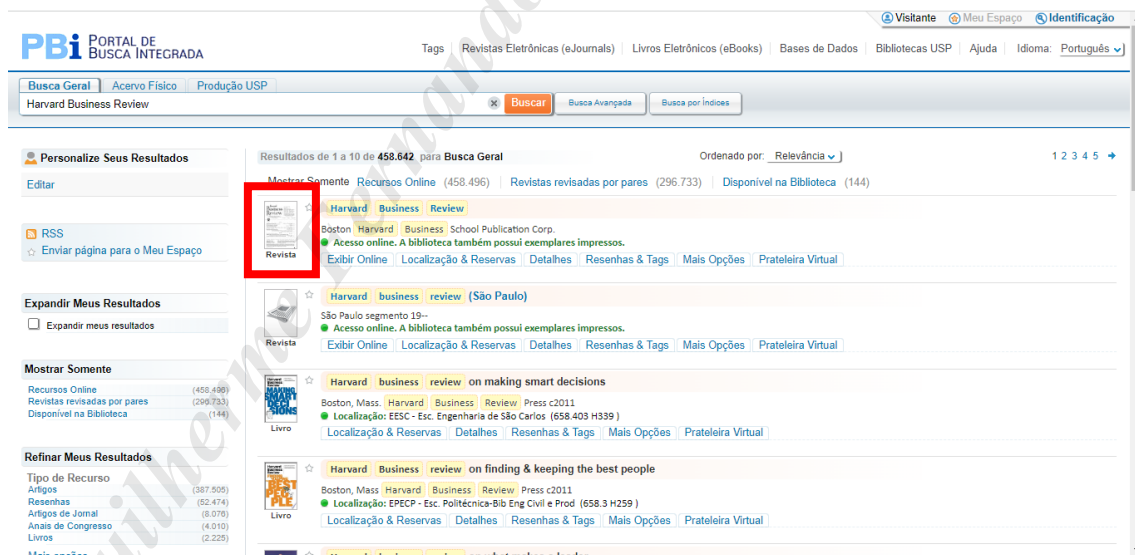 Visitante Meu Espaço Identificação
PBi PORTAL DE BUSCA INTEGRADA
Tags Revistas Eletrônicas (eJournals) Livros Eletrônicos (eBooks) Bases de Dados Bibliotecas USP Ajuda Idioma: Português
Busca Geral Acervo Físico Produção USP
Harvard Business Review Buscar Busca Avançada Busca por Índices
Personalize Seus Resultados
Editar
RSS
Enviar página para o Meu Espaço
Expandir Meus Resultados
Expandir meus resultados
Mostrar Somente
Recursos Online (458.496)
Revistas revisadas por pares (296.733)
Disponível na Biblioteca (144)
Refinar Meus Resultados
Tipo de Recurso
Artigos (387.505)
Resenhas (52.474)
Artigos de Jornal (8.076)
Anais de Congresso (4.010)
Livros (2.225)
Resultados de 1 a 10 de 458.642 para Busca Geral Ordenado por: Relevância 1 2 3 4 5
Mostrar Somente Recursos Online (458.496) Revistas revisadas por pares (296.733) Disponível na Biblioteca (144)
Harvard Business Review
Boston Harvard Business School Publication Corp.
Acesso online. A biblioteca também possui exemplares impressos.
Revista
Exibir Online Localização & Reservas Detalhes Resenhas & Tags Mais Opções Prateleira Virtual
Harvard business review (São Paulo)
São Paulo segmento 19--
Acesso online. A biblioteca também possui exemplares impressos.
Revista
Exibir Online Localização & Reservas Detalhes Resenhas & Tags Mais Opções Prateleira Virtual
Harvard business review on making smart decisions
MAKING SMART DECISIONS
Boston, Mass. Harvard Business Review Press c2011
Localização: EESC - Esc. Engenharia de São Carlos (658.403 H339 )
Livro
Localização & Reservas Detalhes Resenhas & Tags Mais Opções Prateleira Virtual
Harvard business review on finding & keeping the best people
BEST PEOPLE
Boston, Mass Harvard Business Review Press c2011
Localização: EPECP - Esc. Politécnica-Bib Eng Civil e Prod (658.3 H259 )
Livro
Localização & Reservas Detalhes Resenhas & Tags Mais Opções Prateleira Virtual